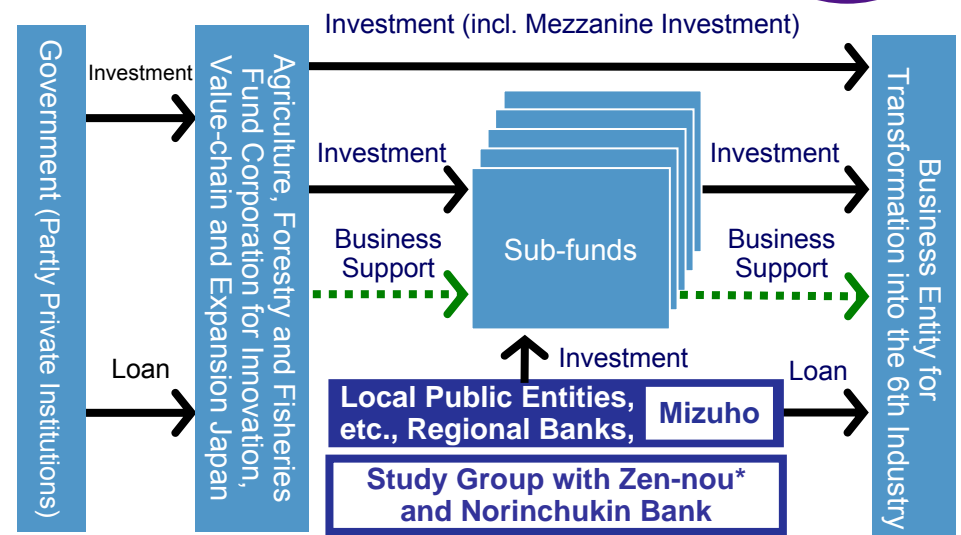 Investment (incl. Mezzanine Investment)
Government (Partly Private Institutions)
Investment
Loan
Agriculture, Forestry and Fisheries
Fund Corporation for Innovation,
Value-chain and Expansion Japan
Investment
Business
Support
Sub-funds
Investment
Business
Support
Investment
Loan
Local Public Entities,
etc., Regional Banks,
Mizuho
Study Group with Zen-nou*
and Norinchukin Bank
Business Entity for
Transformation into the 6th Industry